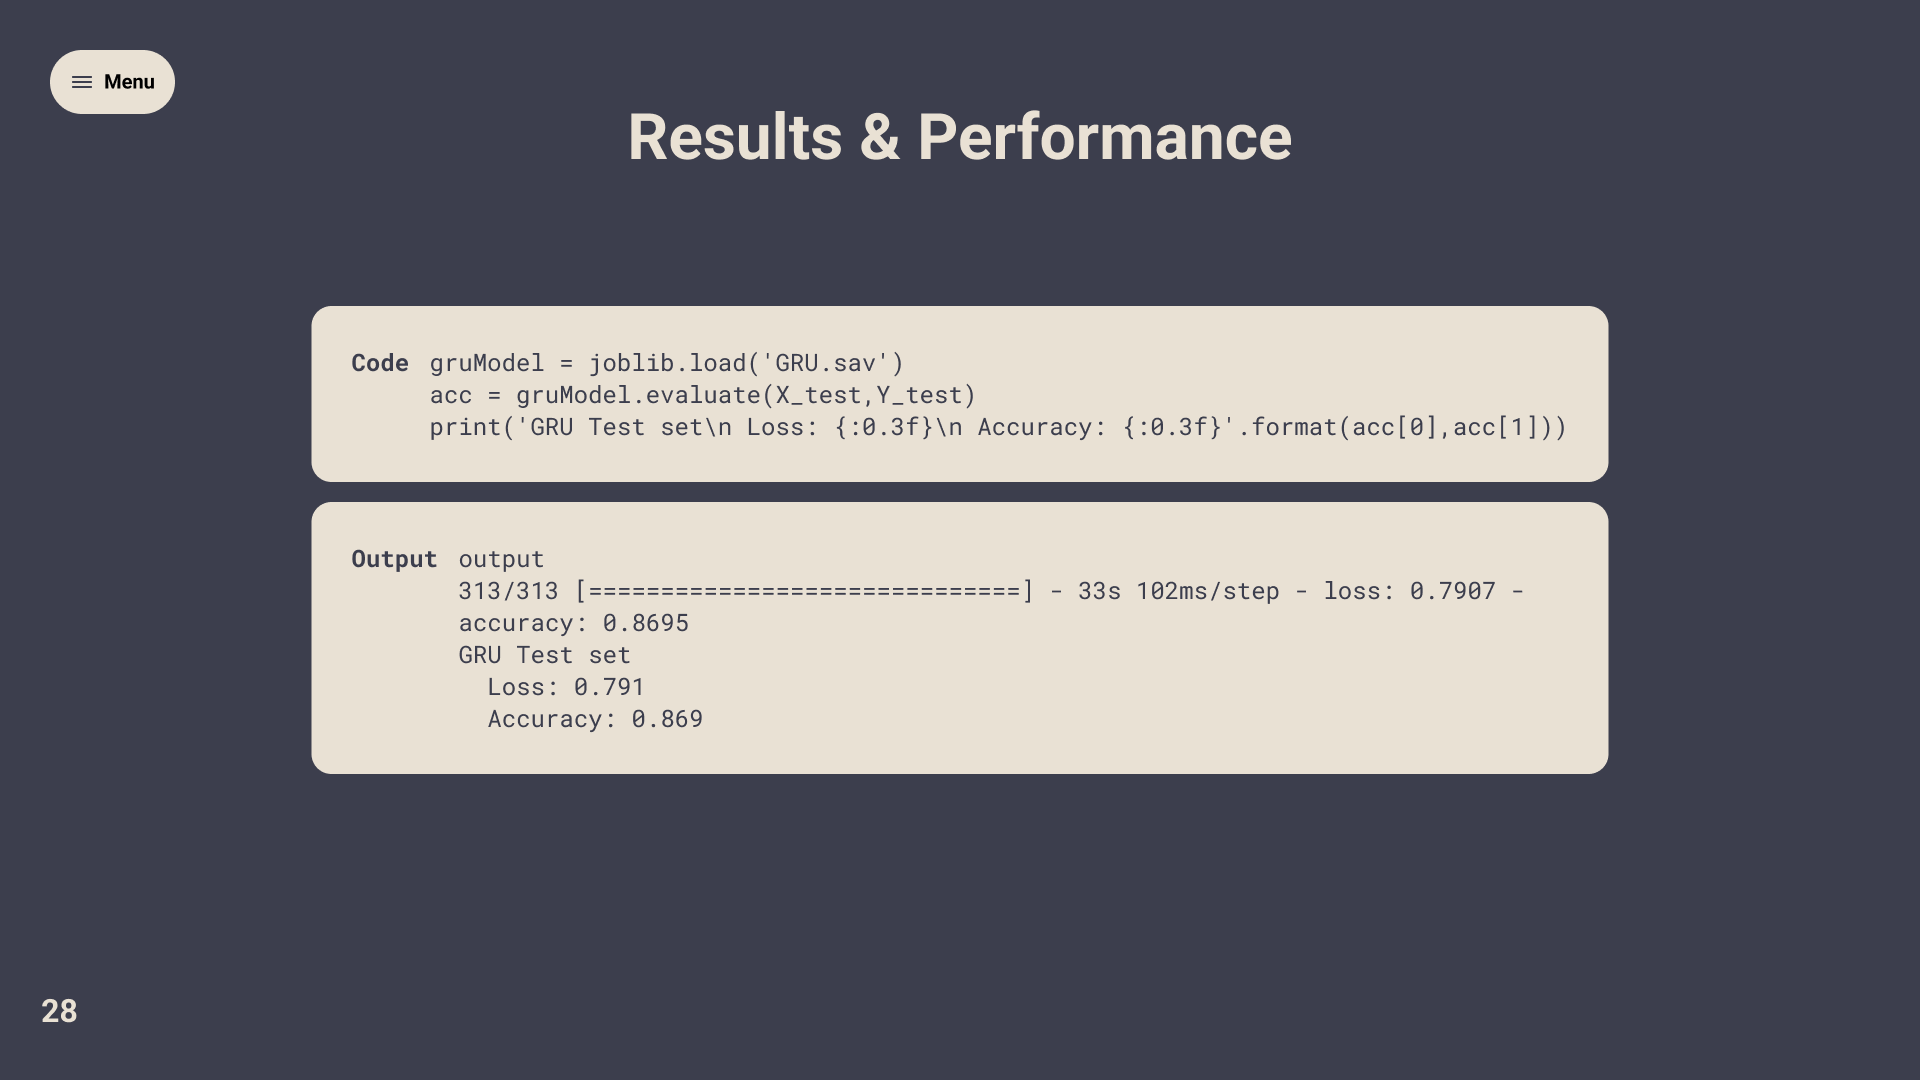 Menu
Results & Performance
Code gruModel = joblib.load('GRU.sav')
acc = gruModel.evaluate(X_test,Y_test)
print('GRU Test set\n Loss: {:0.3f}\n Accuracy: {:0.3f}'.format(acc[0],acc[1]))
Output output
313/313 [==============================] - 33s 102ms/step - loss: 0.7907 -
accuracy: 0.8695
GRU Test set
Loss: 0.791
Accuracy: 0.869
28